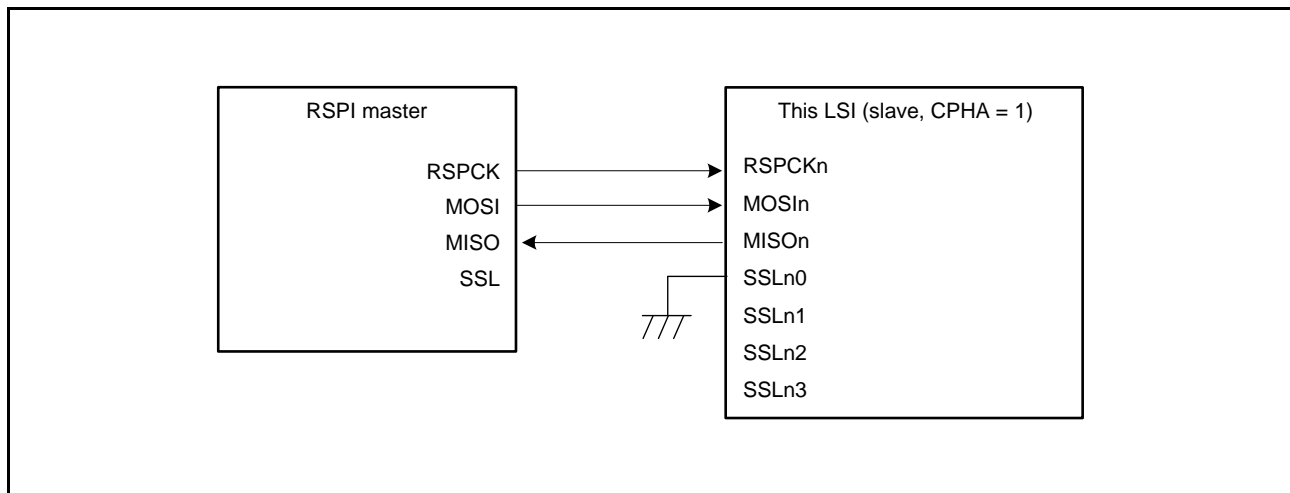 RSPI master
RSPCK
MOSI
MISO
SSL
This LSI (slave, CPHA = 1)
RSPCKn
MOSIn
MISOn
SSLn0
SSLn1
SSLn2
SSLn3